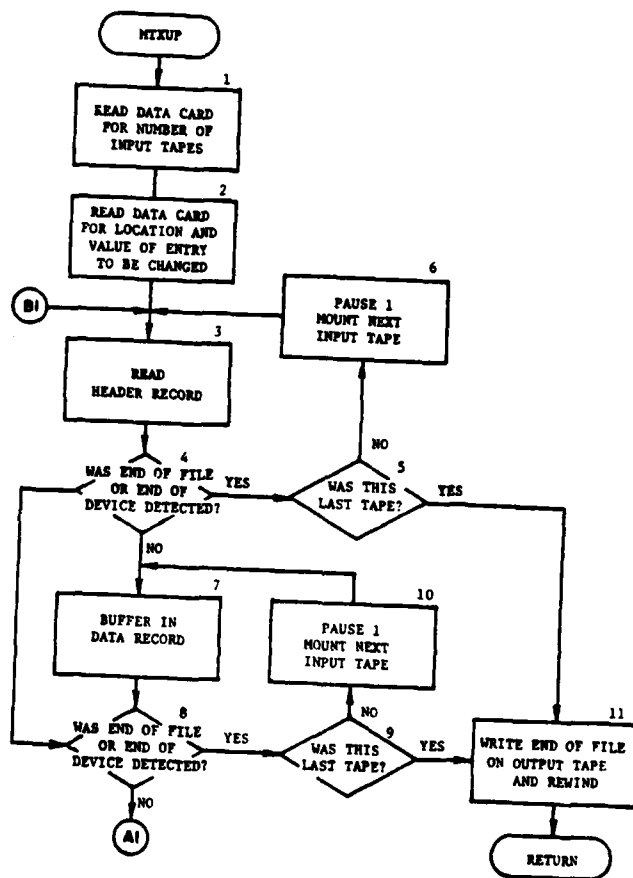 MTXUP
1
READ DATA CARD
FOR NUMBER OF
INPUT TAPES
2
READ DATA CARD
FOR LOCATION AND
VALUE OF ENTRY
TO BE CHANGED
6
PAUSE 1
MOUNT NEXT
INPUT TAPE
B1
3
READ
HEADER RECORD
NO
4
WAS END OF FILE
OR END OF
DEVICE DETECTED?
YES
5
WAS THIS
LAST TAPE?
YES
NO
7
BUFFER IN
DATA RECORD
10
PAUSE 1
MOUNT NEXT
INPUT TAPE
NO
8
WAS END OF FILE
OR END OF
DEVICE DETECTED?
YES
9
WAS THIS
LAST TAPE?
YES
11
WRITE END OF FILE
ON OUTPUT TAPE
AND REWIND
NO
A1
RETURN